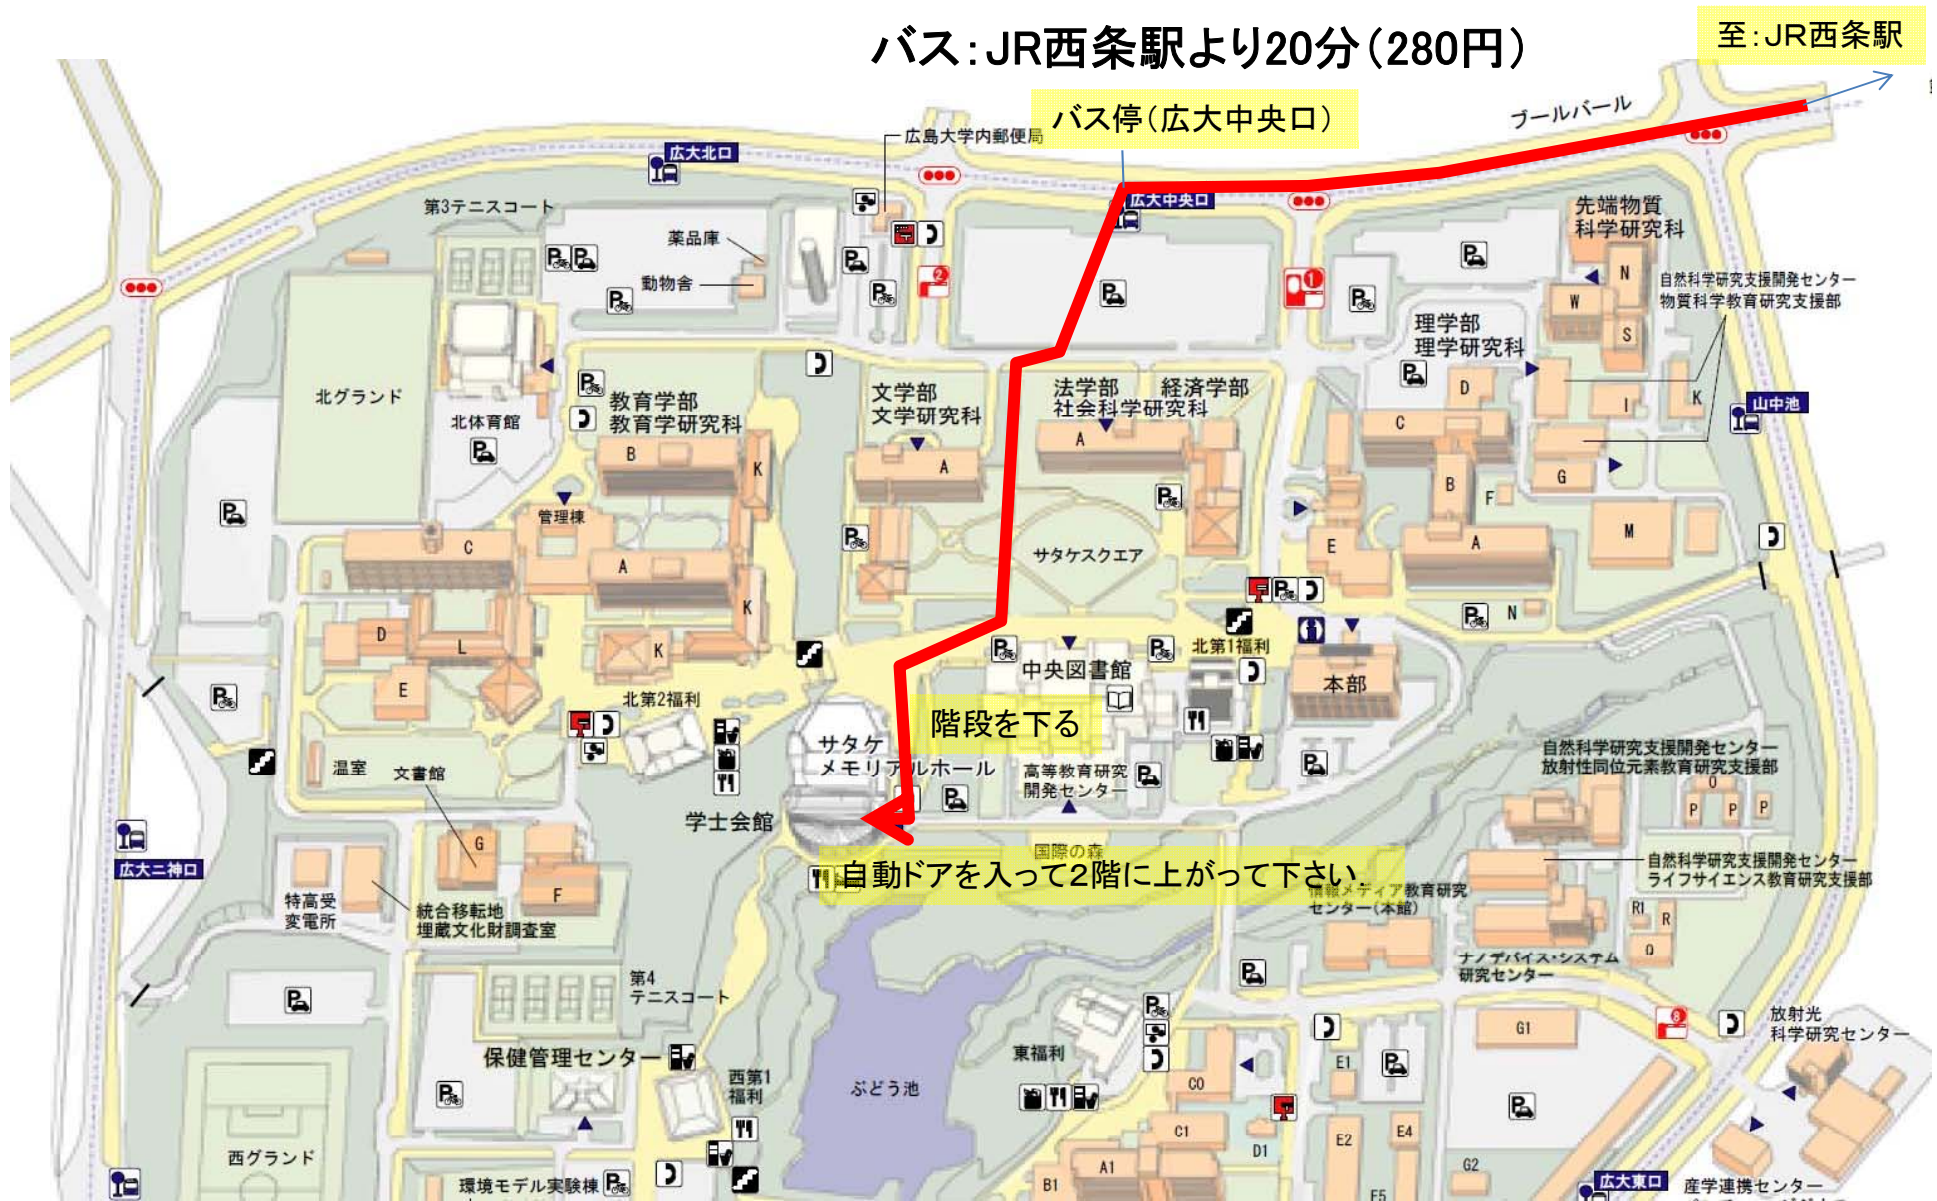 バス：JR西条駅より20分（280円）
至：JR西条駅
バス停（広大中央口）
ブールバール
広島大学内郵便局
広大北口
広大中央口
第3テニスコート
薬品庫
動物舎
2
1
先端物質
科学研究科
N
W
S
自然科学研究支援開発センター
物質科学教育研究支援部
理学部
理学研究科
D
I
K
C
B
F
G
A
M
E
N
山中池
北グランド
北体育館
教育学部
教育学研究科
B
K
文学部
文学研究科
A
法学部
経済学部
社会科学研究科
A
管理棟
C
A
K
サタケスクエア
D
L
K
E
北第2福利
中央図書館
北第1福利
本部
階段を下る
サタケ
メモリアルホール
高等教育研究
開発センター
学士会館
温室
文書館
G
F
広大二神口
特高受
変電所
統合移転地
埋蔵文化財調査室
国際の森
自動ドアを入って2階に上がって下さい.
情報メディア教育研究
センター(本館)
自然科学研究支援開発センター
放射性同位元素教育研究支援部
O
P
P
P
自然科学研究支援開発センター
ライフサイエンス教育研究支援部
R1
R
Q
ナノデバイス・システム
研究センター
第4
テニスコート
保健管理センター
西第1
福利
ぶどう池
東福利
G1
8
放射光
科学研究センター
E1
C0
C1
D1
E2
E4
A1
B1
E5
G2
西グランド
環境モデル実験棟
広大東口
産学連携センター